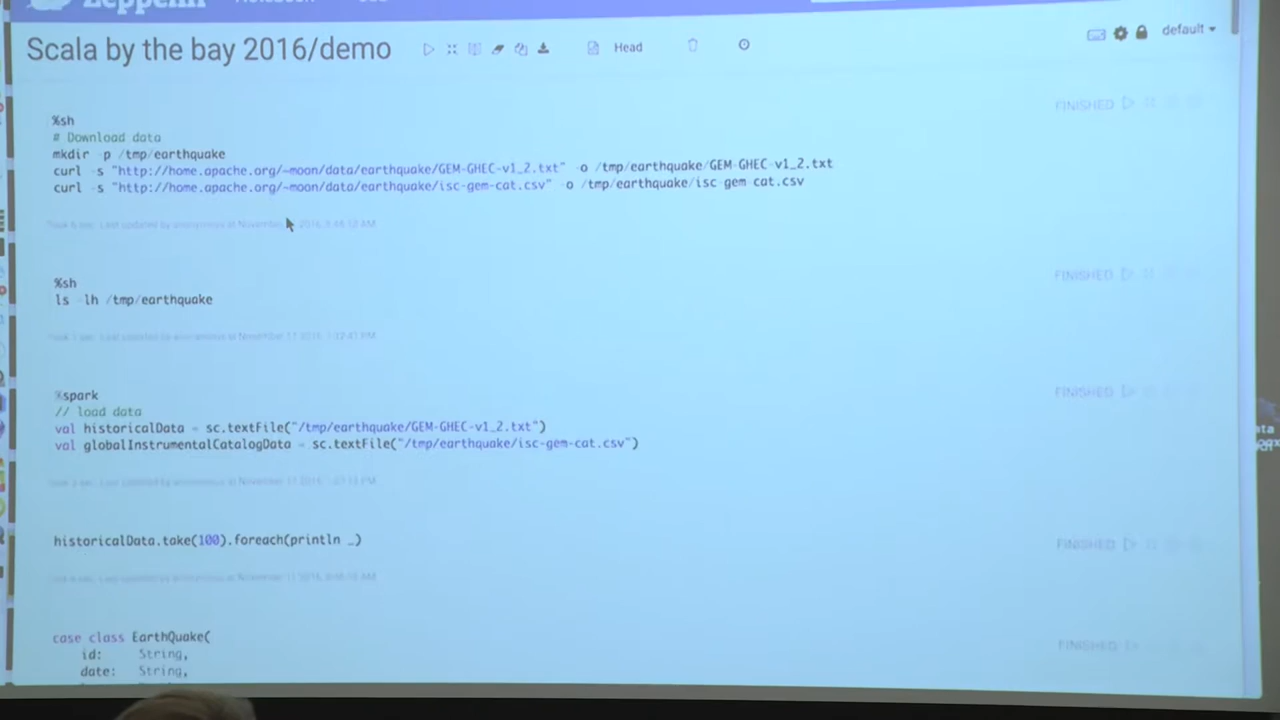 Zeppelin
Scala by the bay 2016/demo
Head
default
%sh
FINISHED
# Download data
mkdir -p /tmp/earthquake
curl -s "http://home.apache.org/~moon/data/earthquake/GEM-GHEC-v1_2.txt" -o /tmp/earthquake/GEM-GHEC-v1_2.txt
curl -s "http://home.apache.org/~moon/data/earthquake/isc-gem-cat.csv" -o /tmp/earthquake/isc-gem-cat.csv
%sh
FINISHED
ls -lh /tmp/earthquake
%spark
FINISHED
// load data
val historicalData = sc.textFile("/tmp/earthquake/GEM-GHEC-v1_2.txt")
val globalInstrumentalCatalogData = sc.textFile("/tmp/earthquake/isc-gem-cat.csv")
historicalData.take(100).foreach(println _)
FINISHED
case class EarthQuake(
FINISHED
id: String,
date: String,